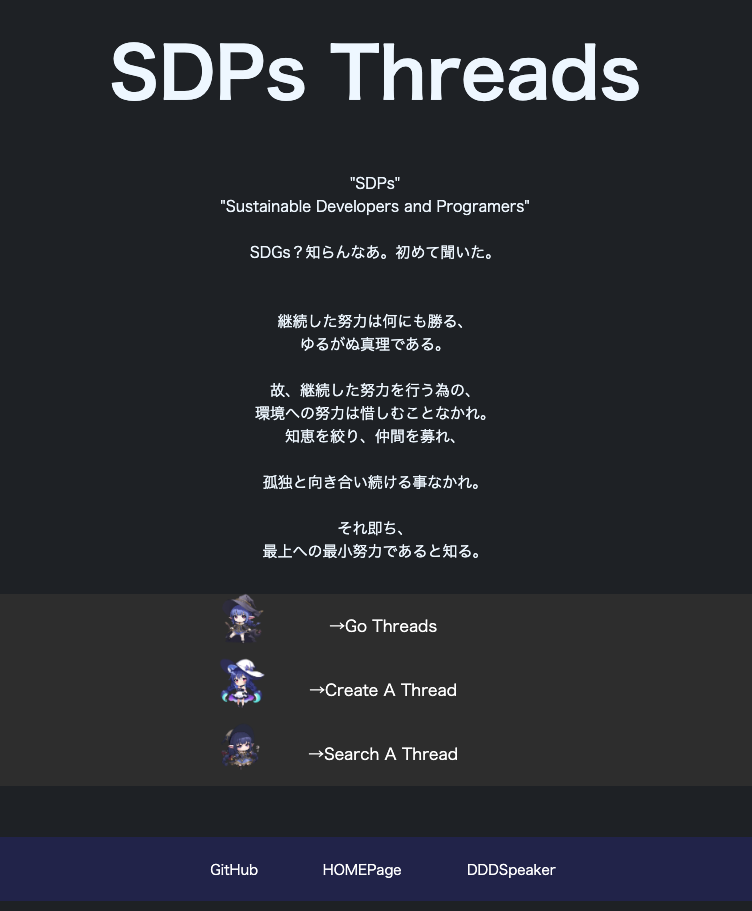 SDPs Threads
"SDPs"
"Sustainable Developers and Programers"
SDGs？知らんなあ。初めて聞いた。
継続した努力は何にも勝る、
ゆるがぬ真理である。
故、継続した努力を行う為の、
環境への努力は惜しむことなかれ。
知恵を絞り、仲間を募れ、
孤独と向き合い続ける事なかれ。
それ即ち、
最上への最小努力であると知る。
→Go Threads
→Create A Thread
→Search A Thread
GitHub HOMEPage DDDSpeaker